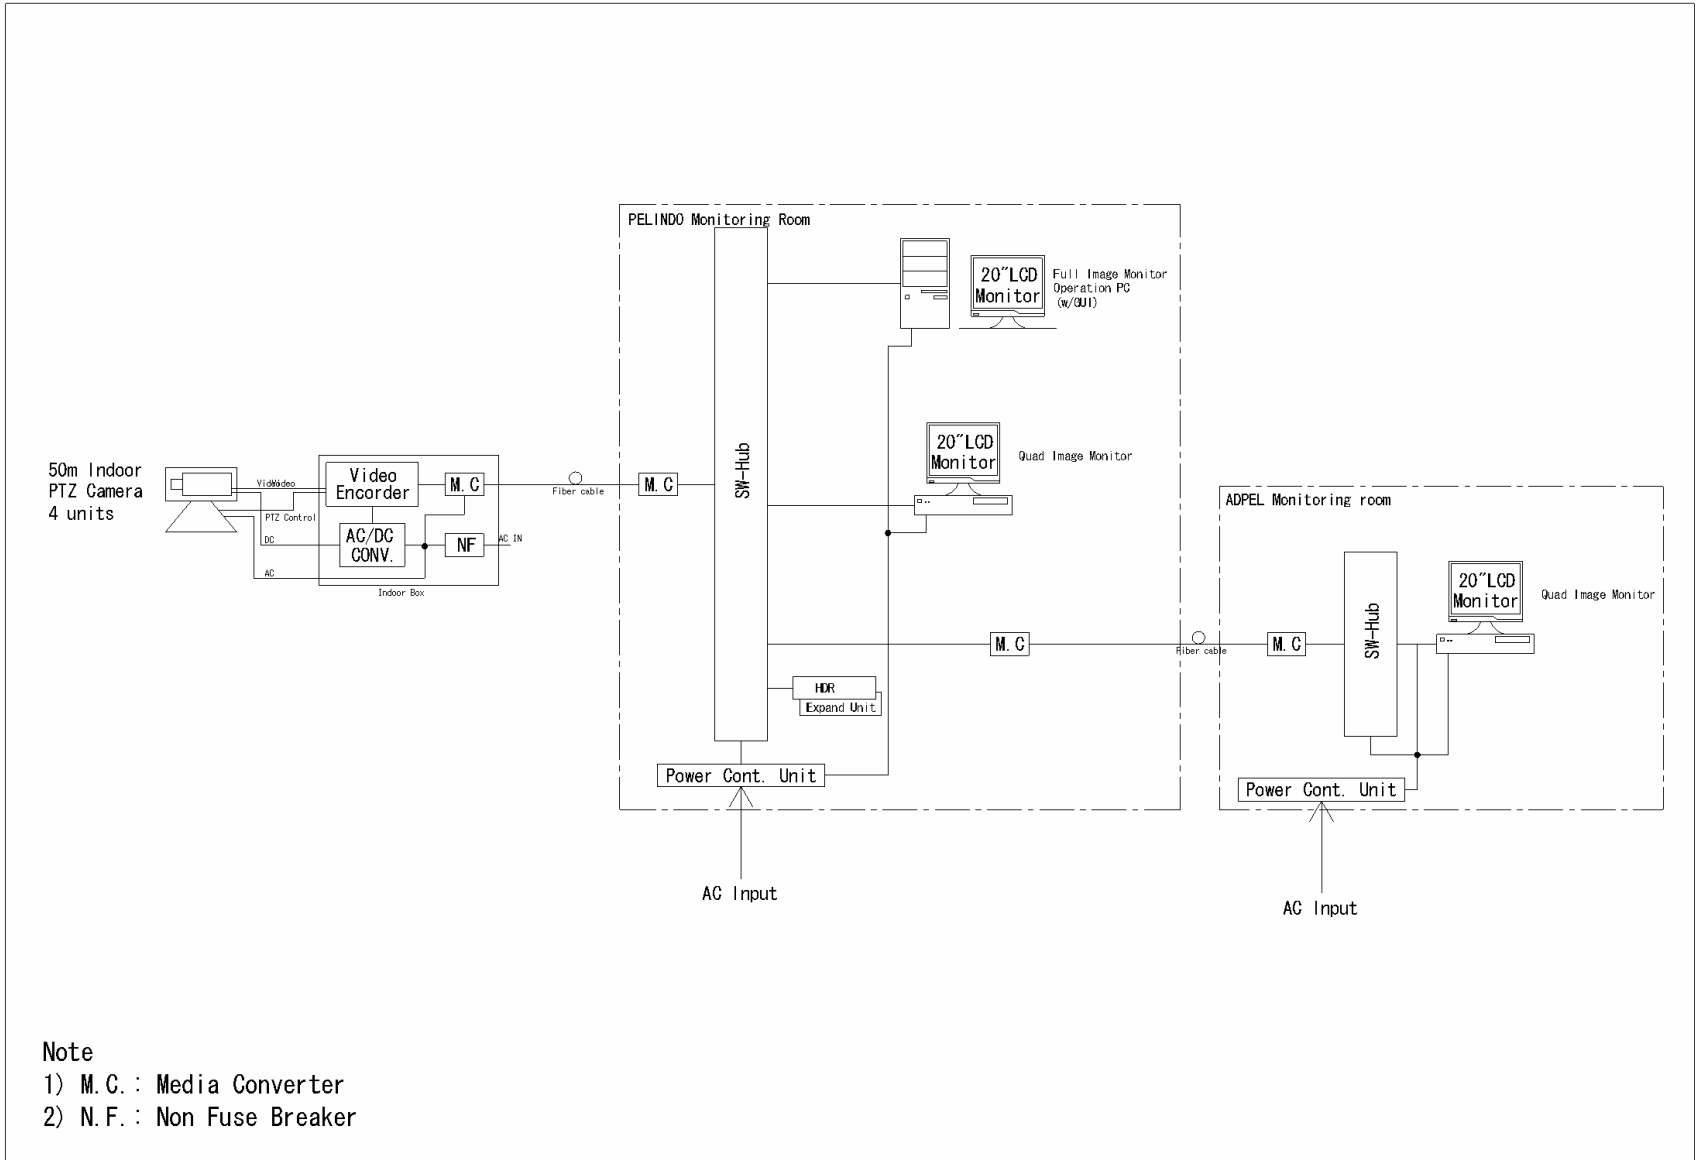 PELINDO Monitoring Room
20"LCD
Monitor
Full Image Monitor
Operation PC
(w/GUI)
20"LCD
Monitor
Quad Image Monitor
SW-Hub
50m Indoor
PTZ Camera
4 units
Video
Video
PTZ Control
DC
AC
Video
Encorder
M.C
AC/DC
CONV.
NF
AC IN
Indoor Box
Fiber cable
M.C
M.C
HDR
Expand Unit
Power Cont. Unit
AC Input
ADPEL Monitoring room
Fiber cable
M.C
SW-Hub
20"LCD
Monitor
Quad Image Monitor
Power Cont. Unit
AC Input
Note
1) M.C.: Media Converter
2) N.F.: Non Fuse Breaker